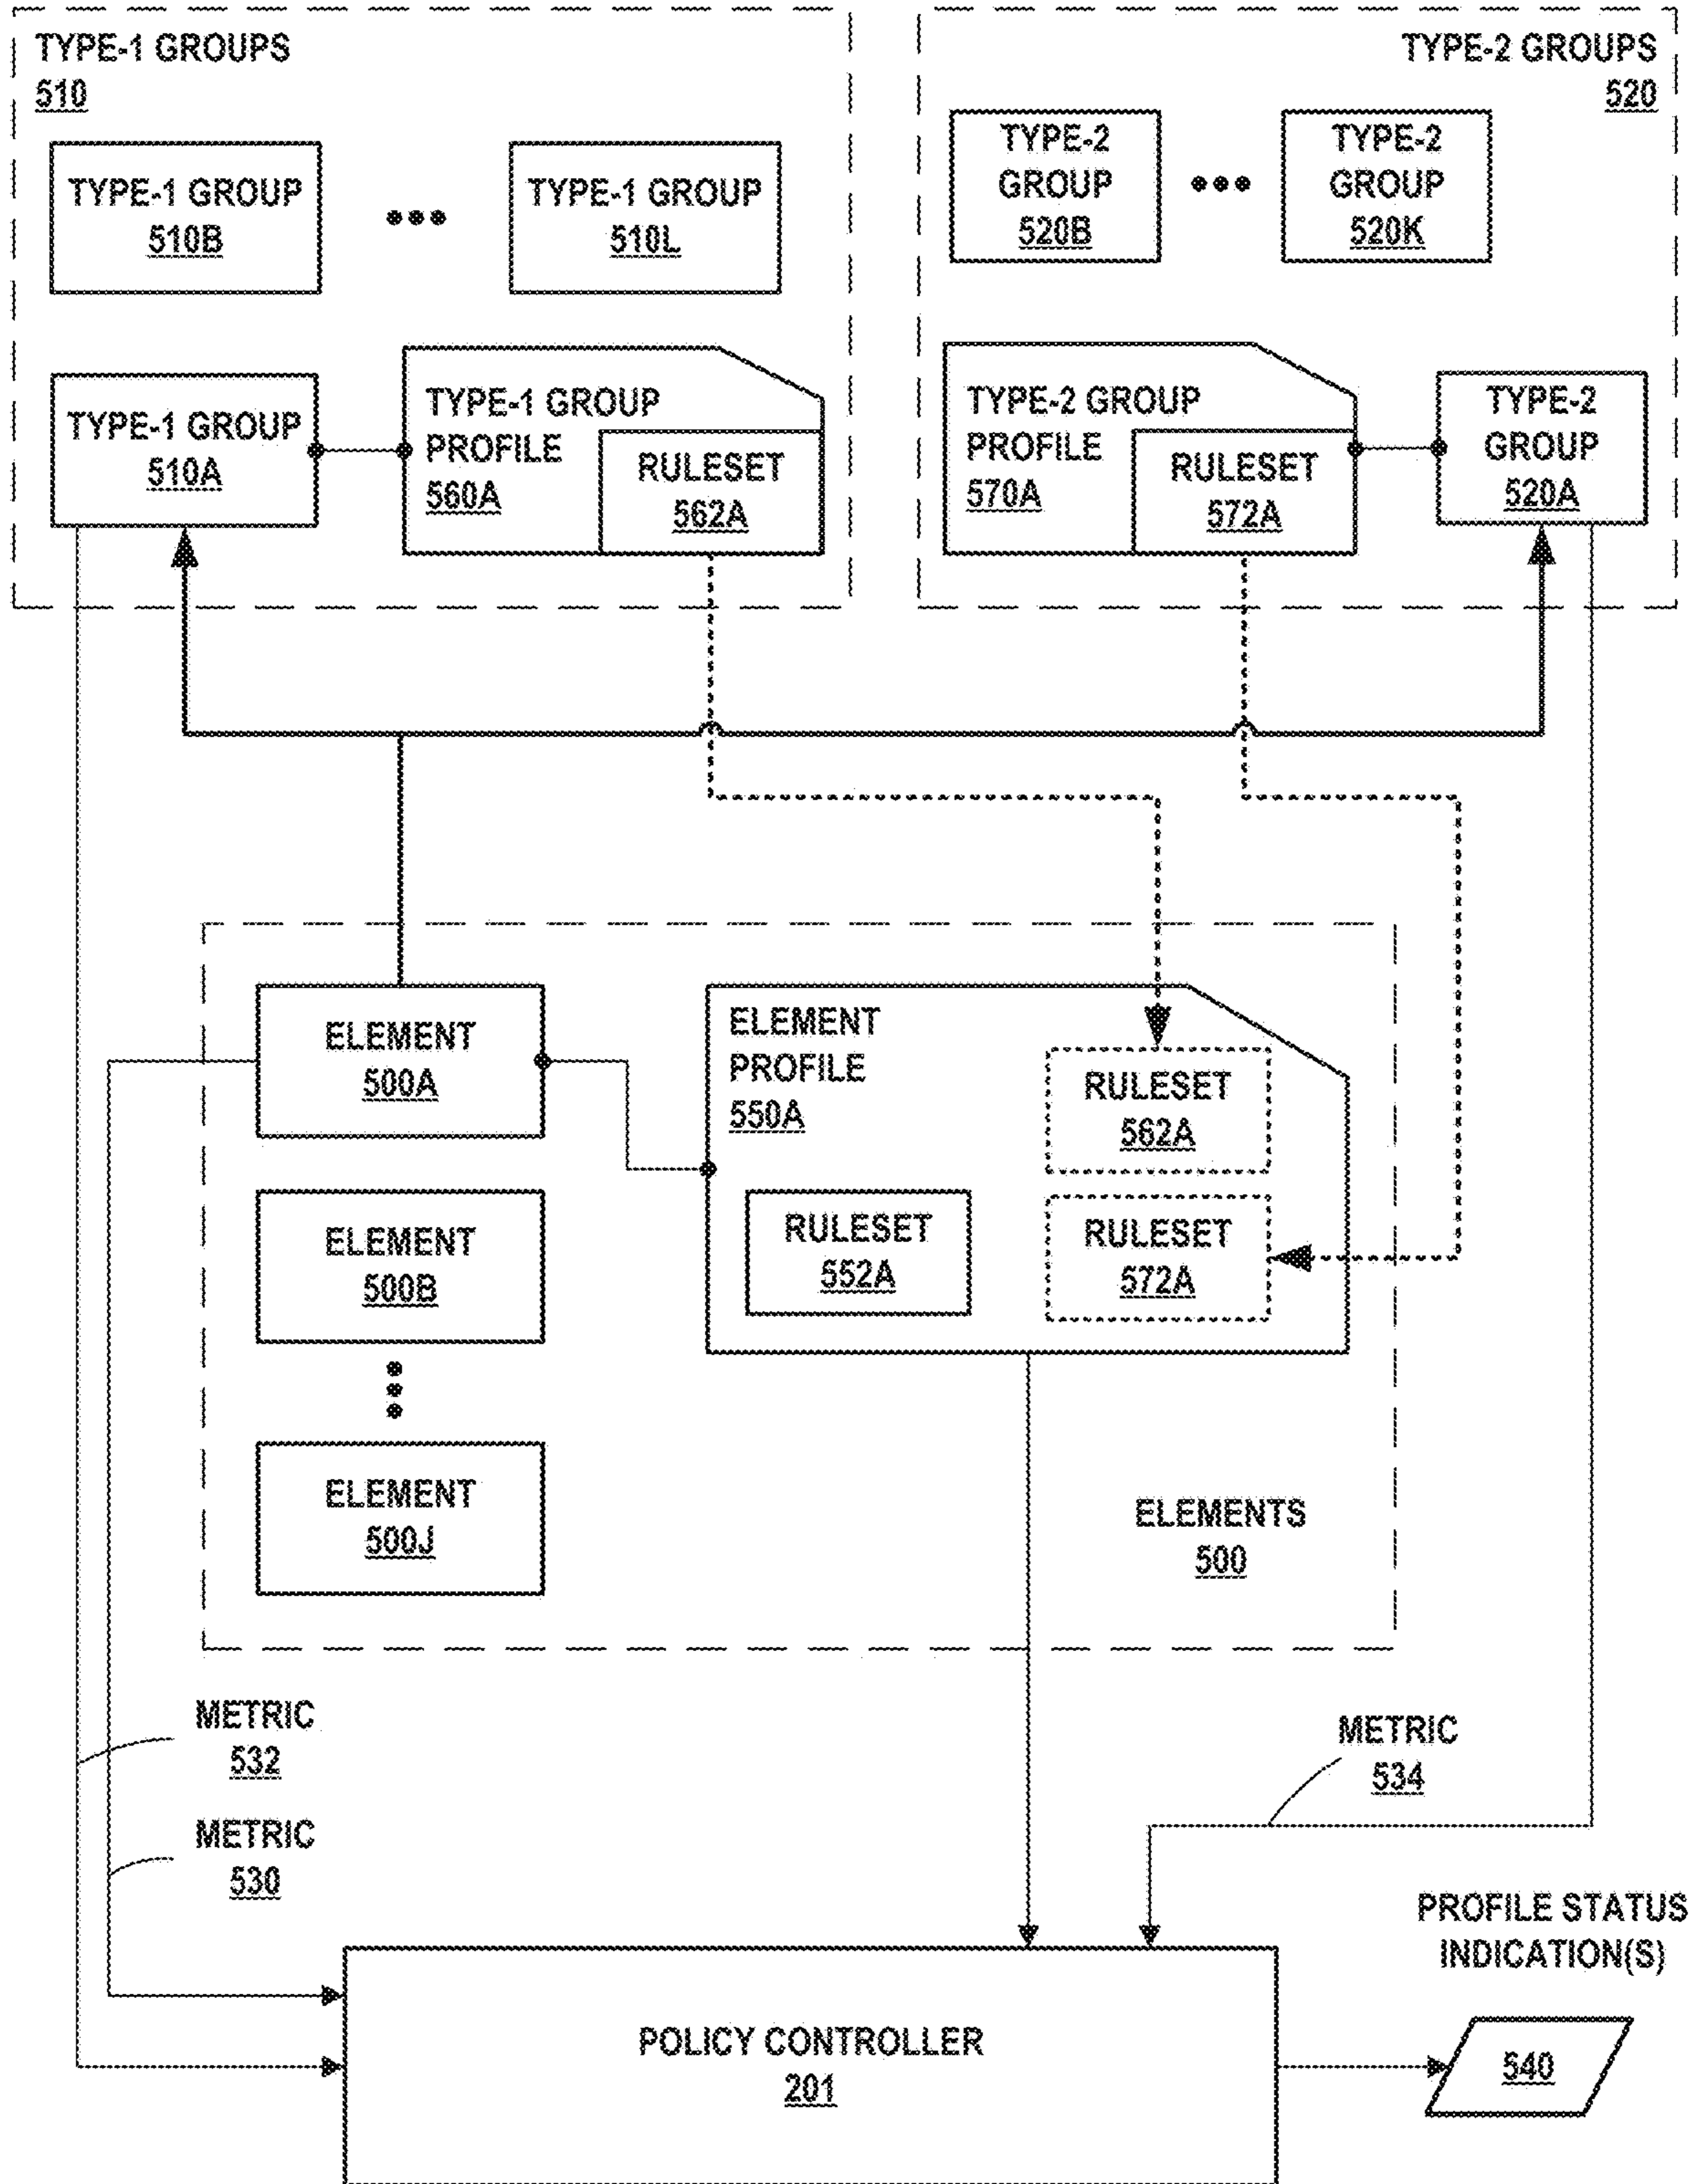 TYPE-1 GROUPS
510
TYPE-1 GROUP
510B
TYPE-1 GROUP
510L
TYPE-1 GROUP
510A
TYPE-1 GROUP
PROFILE
560A
RULESET
562A
TYPE-2 GROUPS
520
TYPE-2
GROUP
520B
TYPE-2
GROUP
520K
TYPE-2 GROUP
PROFILE
570A
RULESET
572A
TYPE-2
GROUP
520A
ELEMENT
500A
ELEMENT
PROFILE
550A
RULESET
562A
RULESET
552A
RULESET
572A
ELEMENT
500B
ELEMENT
500J
ELEMENTS
500
METRIC
532
METRIC
530
METRIC
534
PROFILE STATUS
INDICATION(S)
540
POLICY CONTROLLER
201